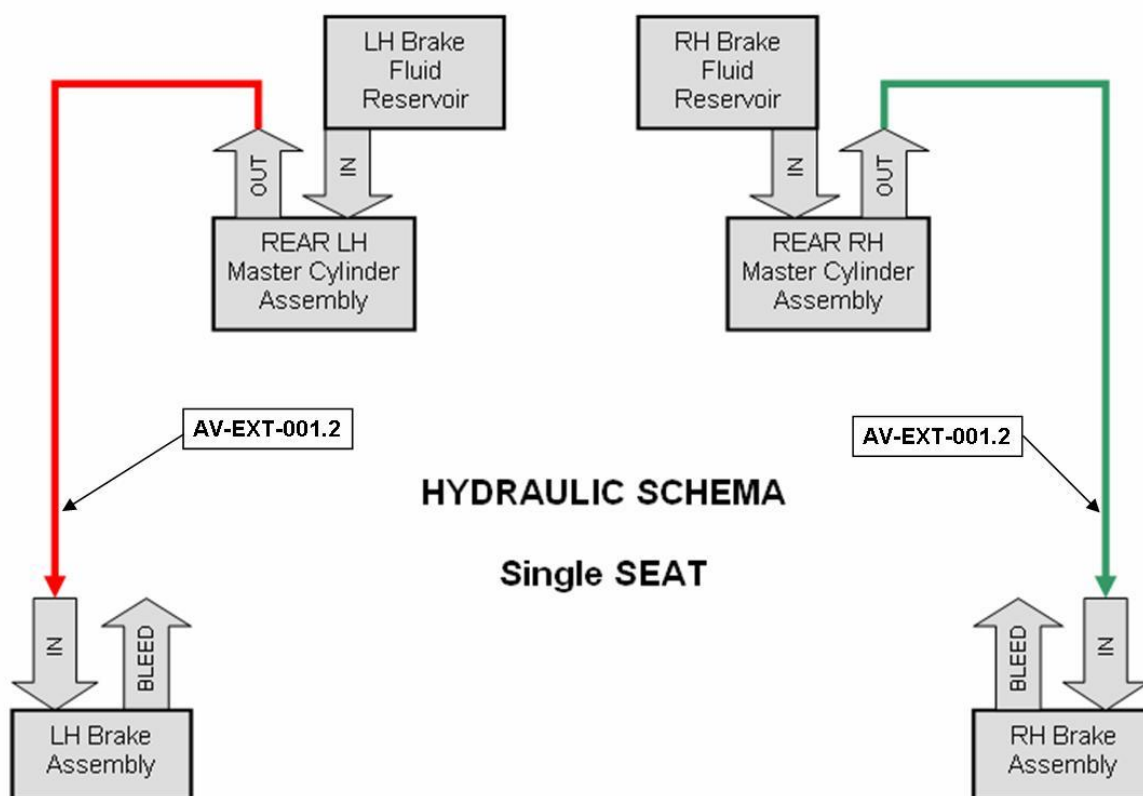 LH Brake
Fluid
Reservoir
RH Brake
Fluid
Reservoir
OUT
IN
IN
OUT
REAR LH
Master Cylinder
Assembly
REAR RH
Master Cylinder
Assembly
AV-EXT-001.2
AV-EXT-001.2
HYDRAULIC SCHEMA
Single SEAT
IN
BLEED
BLEED
IN
LH Brake
Assembly
RH Brake
Assembly